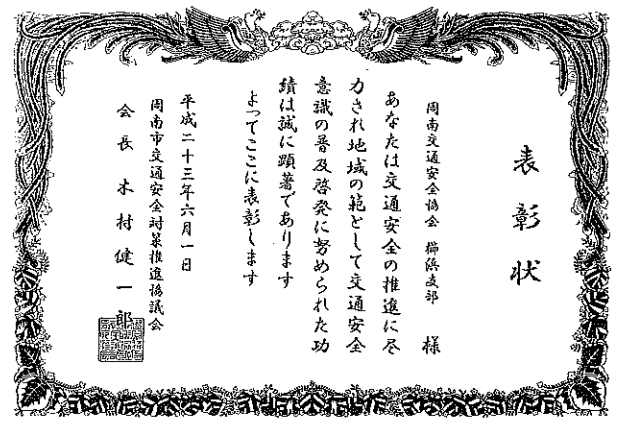 表彰状
周南交通安全協会 櫛浜支部 様
あなたは交通安全の推進に尽
力され地域の範として交通安全
意識の普及啓発に努められた功
績は誠に顕著であります
よってここに表彰します
平成二十三年六月一日
周南市交通安全対策推進協議会
会長 木村健一郎